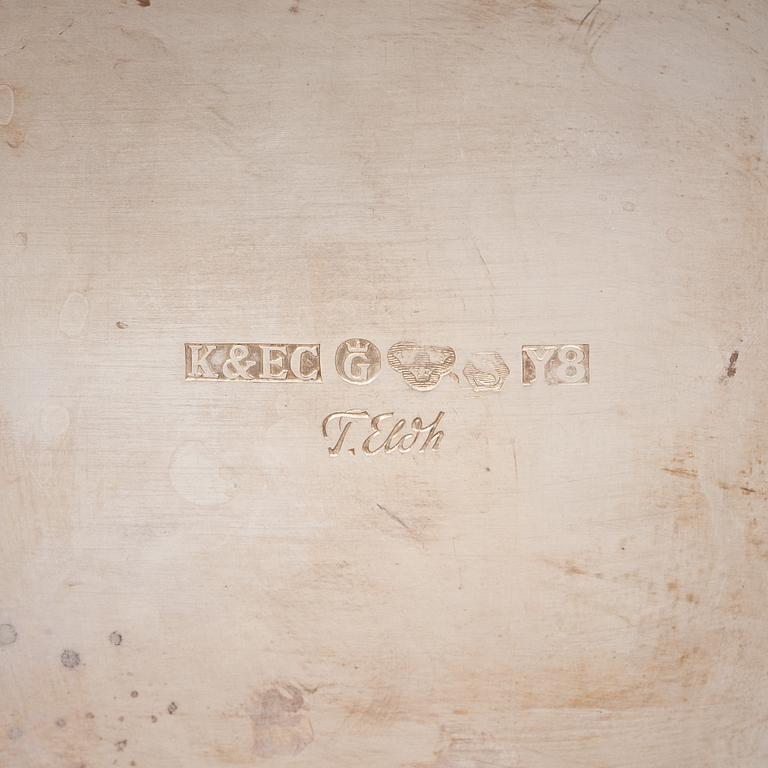 K&EC G S Y8
T. Eldh